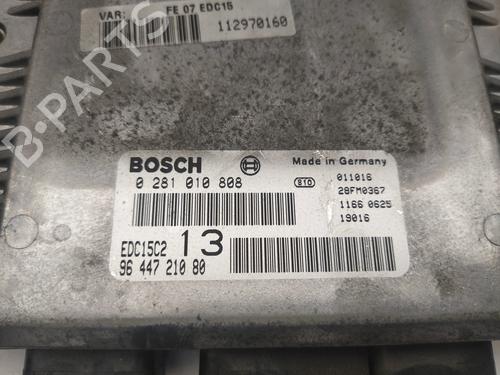 VAR: FE 07 EDC15
112970160
B-PARTS
BOSCH
Made in Germany
0 281 010 808
810
011016
28FM0367
1166 0625
19016
EDC15C2 13
96 447 210 80